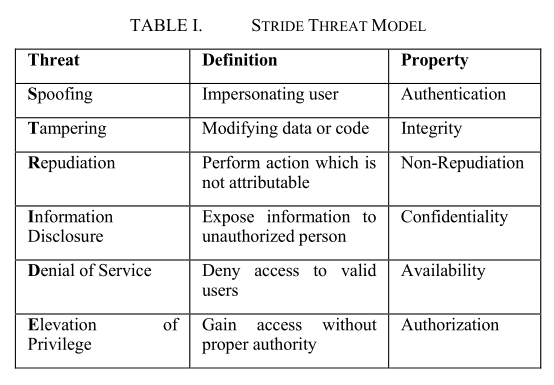 TABLE I. STRIDE THREAT MODEL
Threat Definition Property
Spoofing Impersonating user Authentication
Tampering Modifying data or code Integrity
Repudiation Perform action which is Non-Repudiation
not attributable
Information Expose information to Confidentiality
Disclosure unauthorized person
Denial of Service Deny access to valid Availability
users
Elevation of Gain access without Authorization
Privilege proper authority